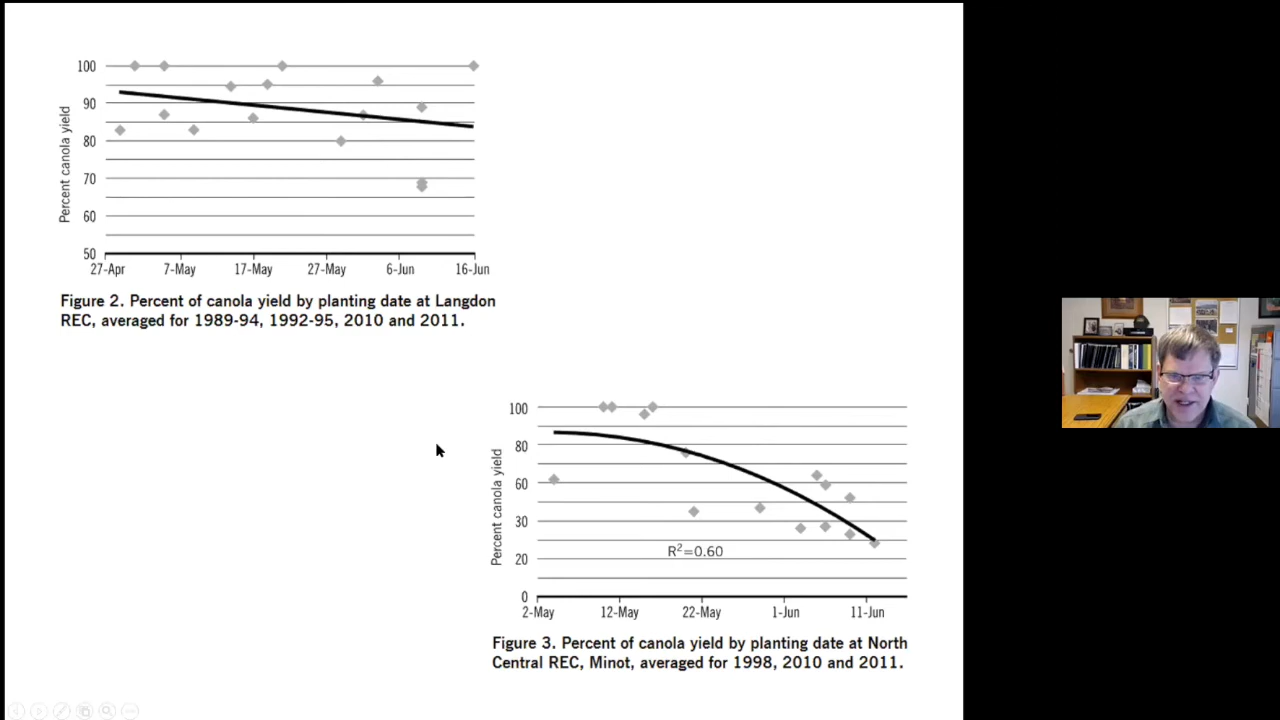 100
90
80
70
60
50
Percent canola yield
27-Apr 7-May 17-May 27-May 6-Jun 16-Jun
Figure 2. Percent of canola yield by planting date at Langdon
REC, averaged for 1989-94, 1992-95, 2010 and 2011.
100
80
60
30
20
0
Percent canola yield
R²=0.60
2-May 12-May 22-May 1-Jun 11-Jun
Figure 3. Percent of canola yield by planting date at North
Central REC, Minot, averaged for 1998, 2010 and 2011.